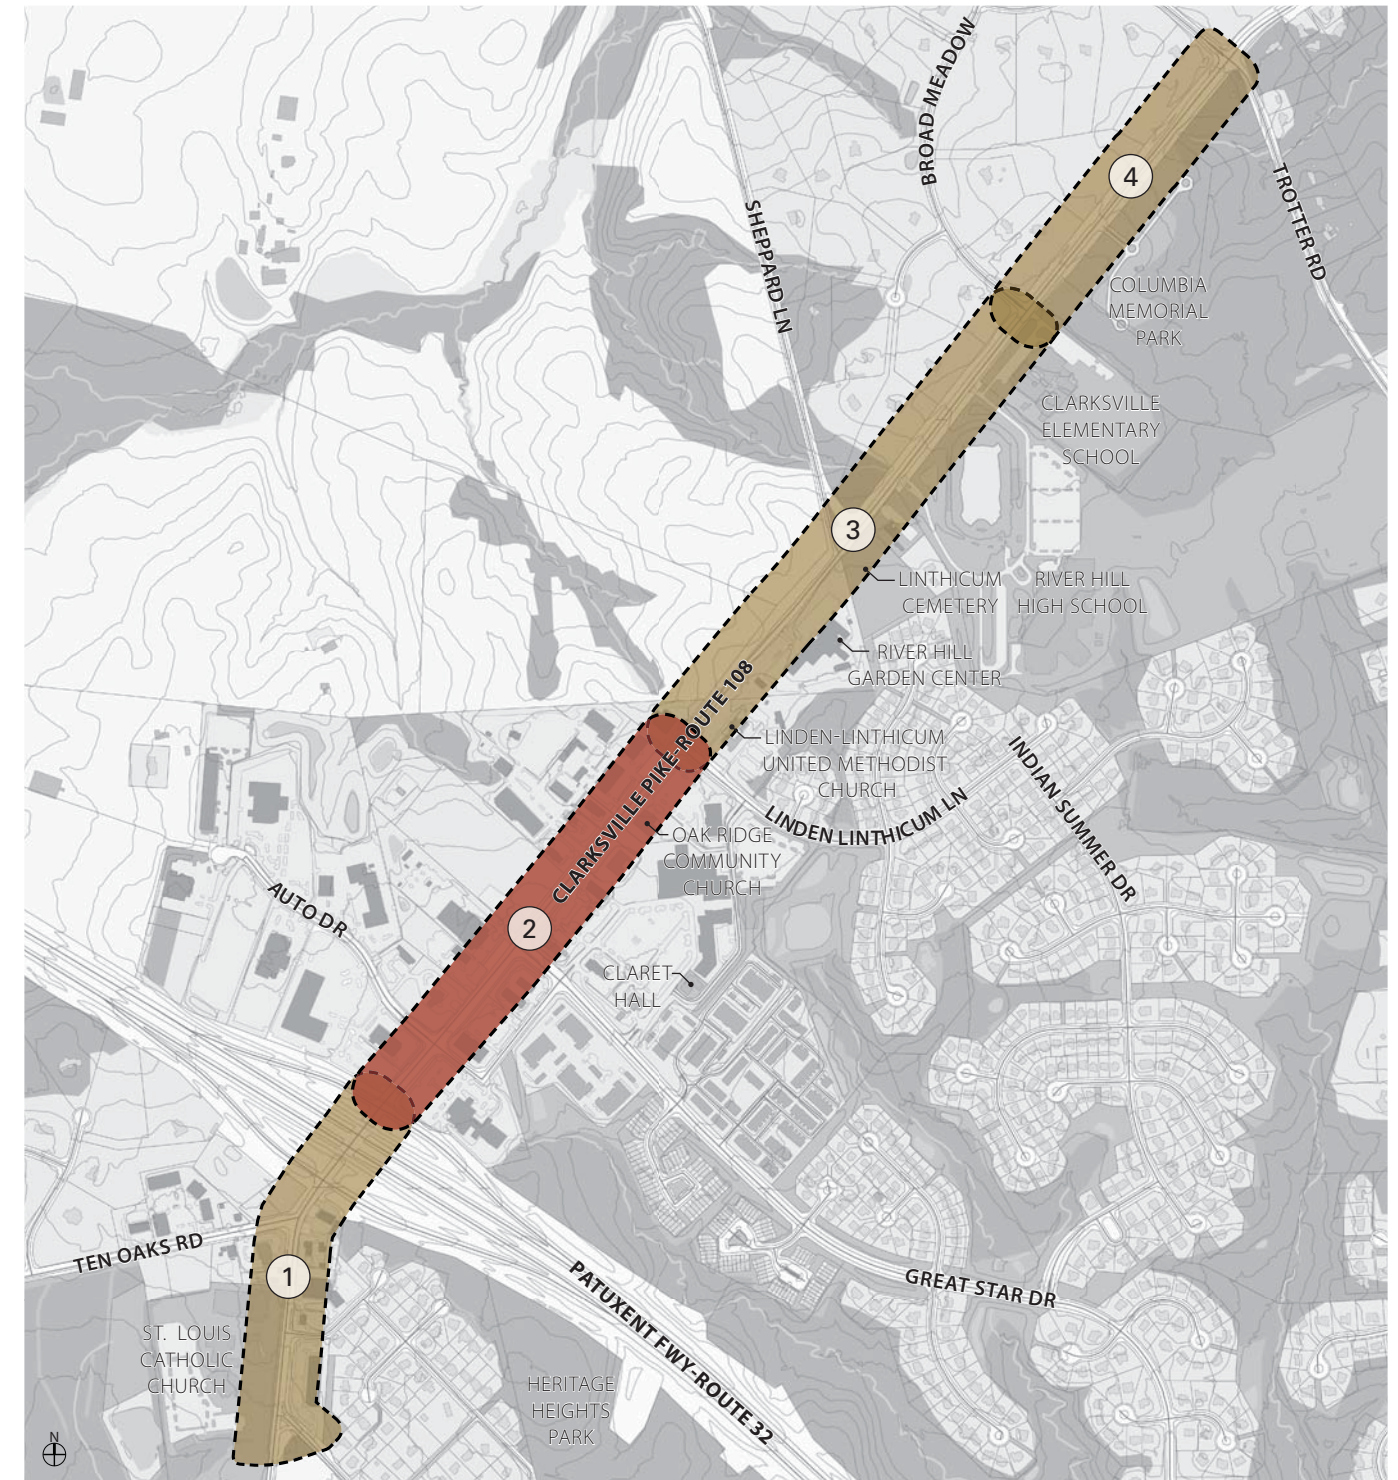 BROAD MEADOW
4
TROTTER RD
SHEPPARD LN
COLUMBIA
MEMORIAL
PARK
CLARKSVILLE
ELEMENTARY
SCHOOL
3
LINTHICUM
CEMETERY
RIVER HILL
HIGH SCHOOL
RIVER HILL
GARDEN CENTER
CLARKSVILLE PIKE-ROUTE 108
LINDEN-LINTHICUM
UNITED METHODIST
CHURCH
INDIAN SUMMER DR
LINDEN LINTHICUM LN
OAK RIDGE
COMMUNITY
CHURCH
AUTO DR
2
CLARET
HALL
TEN OAKS RD
1
GREAT STAR DR
PATUXENT FWY-ROUTE 32
ST. LOUIS
CATHOLIC
CHURCH
HERITAGE
HEIGHTS
PARK
N